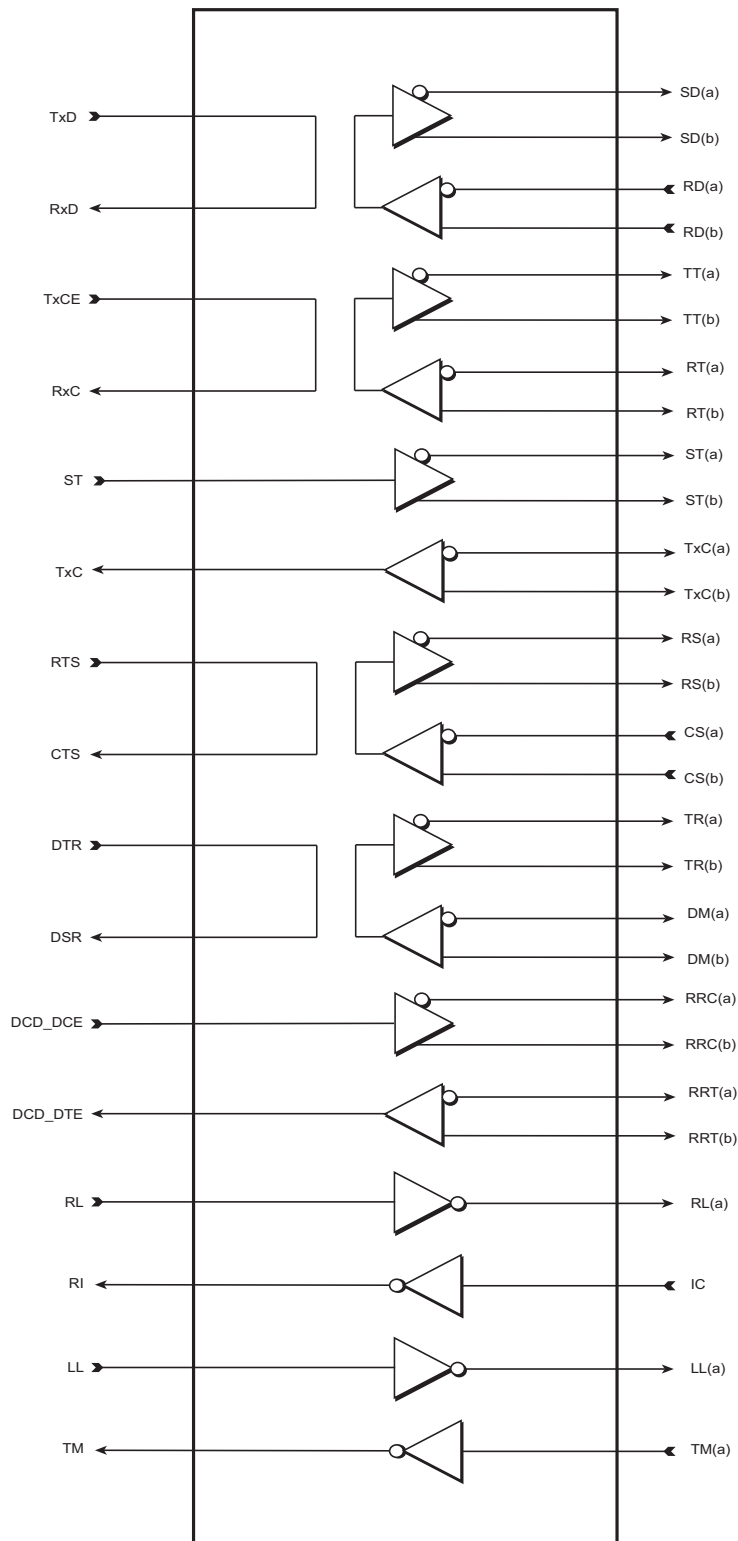 TxD
SD(a)
SD(b)
RxD
RD(a)
RD(b)
TxCE
TT(a)
TT(b)
RxC
RT(a)
RT(b)
ST
ST(a)
ST(b)
TxC
TxC(a)
TxC(b)
RTS
RS(a)
RS(b)
CTS
CS(a)
CS(b)
DTR
TR(a)
TR(b)
DSR
DM(a)
DM(b)
DCD_DCE
RRC(a)
RRC(b)
DCD_DTE
RRT(a)
RRT(b)
RL
RL(a)
RI
IC
LL
LL(a)
TM
TM(a)